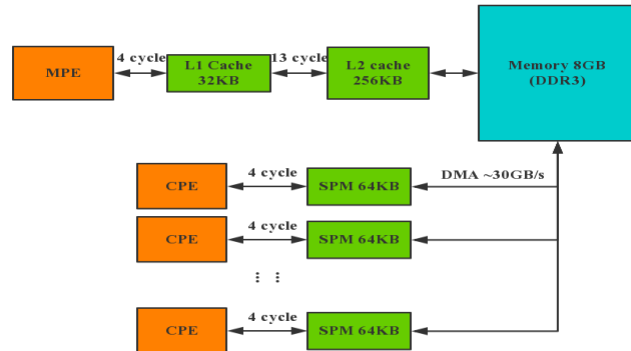 4 cycle
13 cycle
MPE
L1 Cache
32KB
L2 cache
256KB
Memory 8GB
(DDR3)
4 cycle
DMA ~30GB/s
CPE
SPM 64KB
4 cycle
CPE
SPM 64KB
... ...
4 cycle
CPE
SPM 64KB